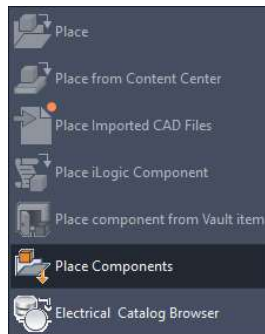 Place
Place from Content Center
Place Imported CAD Files
Place iLogic Component
Place component from Vault item
Place Components
Electrical Catalog Browser